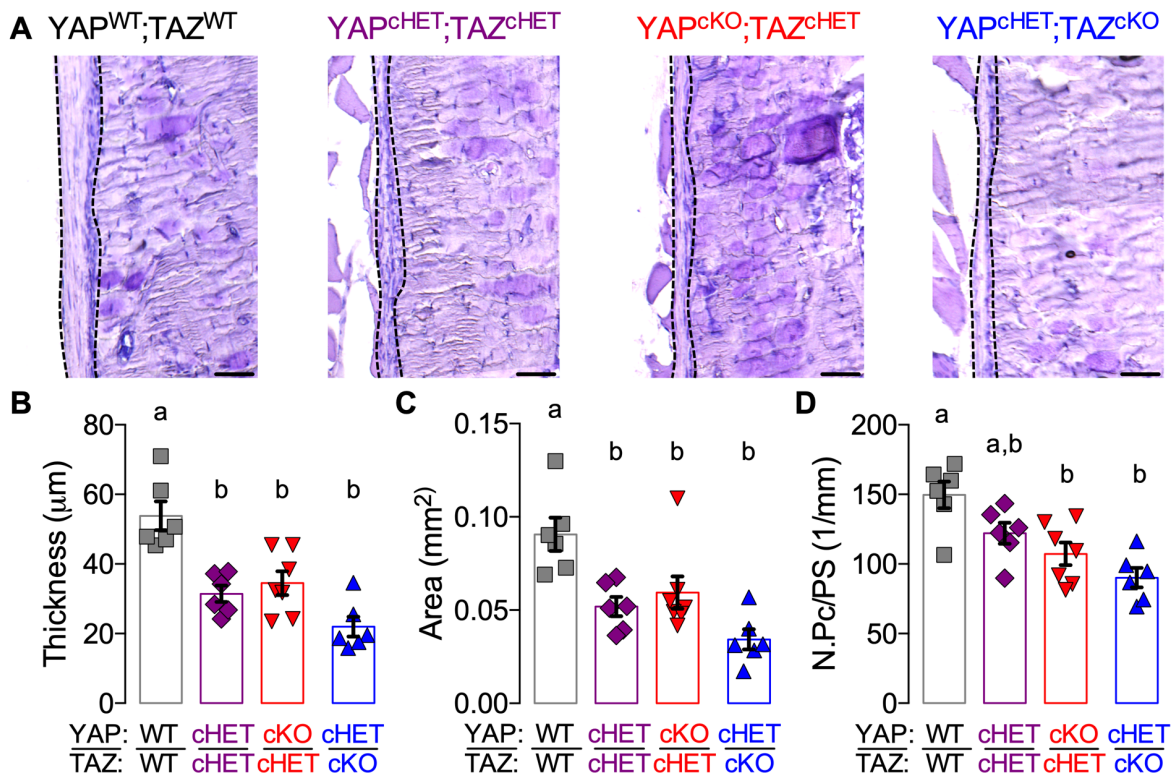 A YAPWT;TAZWT YAPcHET;TAZcHET YAPcKO;TAZcHET YAPcHET;TAZcKO
B
Thickness (μm)
80
60
40
20
0
a
b
b
b
YAP: WT cHET cKO cHET
TAZ: WT cHET cHET cKO
C
Area (mm2)
0.15
0.10
0.05
0.00
a
b
b
b
YAP: WT cHET cKO cHET
TAZ: WT cHET cHET cKO
D
N.Pc/PS (1/mm)
200
150
100
50
0
a
a,b
b
b
YAP: WT cHET cKO cHET
TAZ: WT cHET cHET cKO